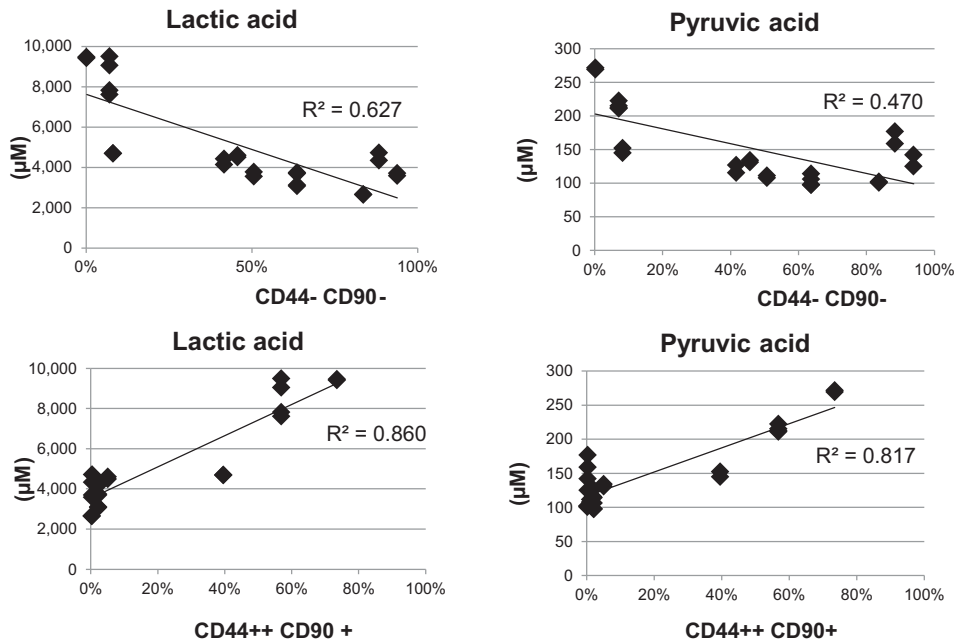 Lactic acid
10,000
8,000
6,000
4,000
2,000
0
(µM)
R² = 0.627
0% 50% 100%
CD44- CD90-
Pyruvic acid
300
250
200
150
100
50
0
(µM)
R² = 0.470
0% 20% 40% 60% 80% 100%
CD44- CD90-
Lactic acid
10,000
8,000
6,000
4,000
2,000
0
(µM)
R² = 0.860
0% 20% 40% 60% 80% 100%
CD44++ CD90 +
Pyruvic acid
300
250
200
150
100
50
0
(µM)
R² = 0.817
0% 20% 40% 60% 80% 100%
CD44++ CD90+